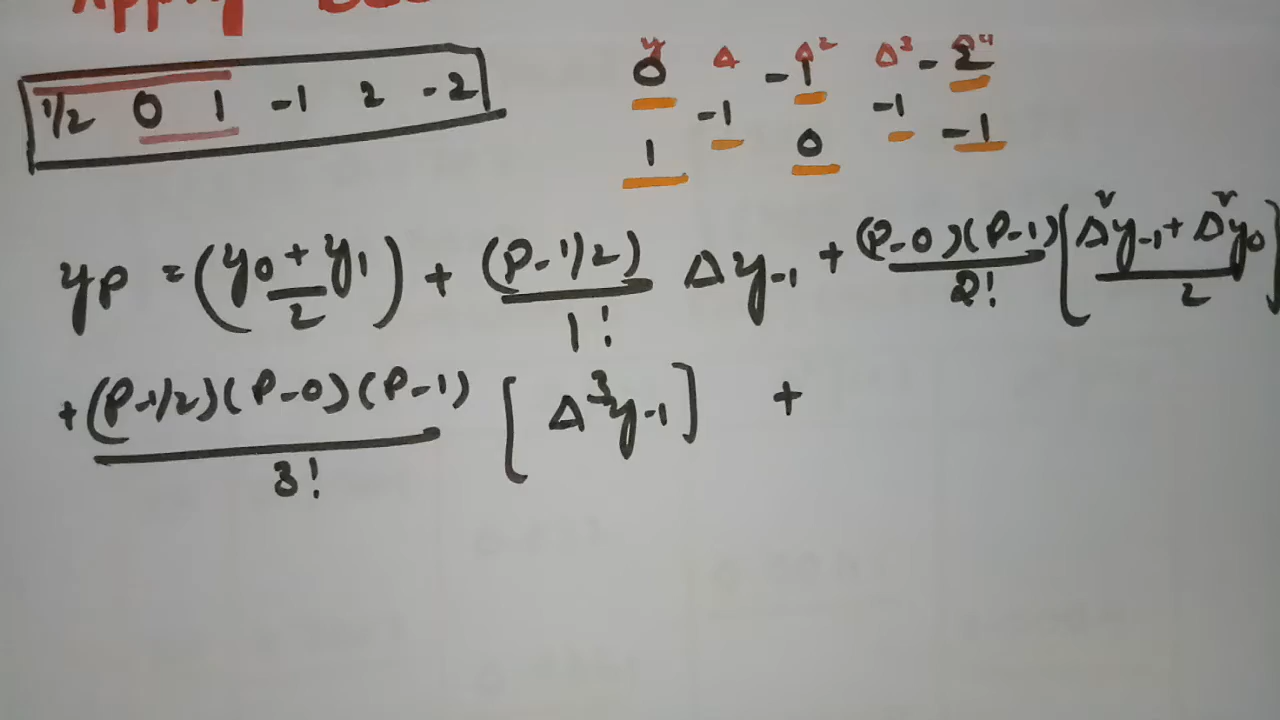 Apply
1/2 0 1 -1 2 -2
y Δ Δ² Δ³ Δ⁴
0 -1 -2
-1 -1
1 0 -1
yp = (y₀ + y₁ / 2) + (P-1/2) / 1! Δy₋₁ + (P-0)(P-1) / 2! [Δ²y₋₁ + Δ²y₀ / 2]
+ (P-1/2)(P-0)(P-1) / 3! [Δ³y₋₁] +